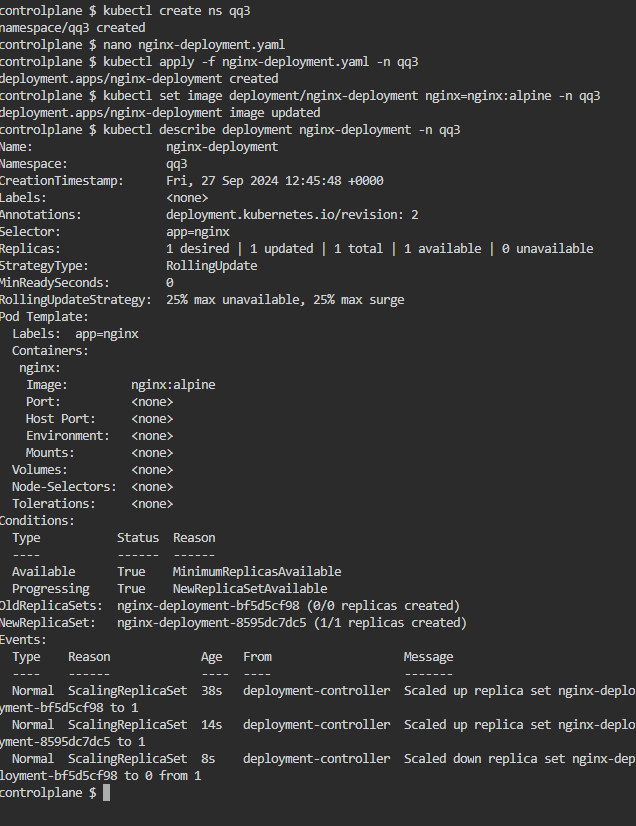 controlplane $ kubectl create ns qq3
namespace/qq3 created
controlplane $ nano nginx-deployment.yaml
controlplane $ kubectl apply -f nginx-deployment.yaml -n qq3
deployment.apps/nginx-deployment created
controlplane $ kubectl set image deployment/nginx-deployment nginx=nginx:alpine -n qq3
deployment.apps/nginx-deployment image updated
controlplane $ kubectl describe deployment nginx-deployment -n qq3
Name:                   nginx-deployment
Namespace:              qq3
CreationTimestamp:      Fri, 27 Sep 2024 12:45:48 +0000
Labels:                 <none>
Annotations:            deployment.kubernetes.io/revision: 2
Selector:               app=nginx
Replicas:               1 desired | 1 updated | 1 total | 1 available | 0 unavailable
StrategyType:           RollingUpdate
MinReadySeconds:        0
RollingUpdateStrategy:  25% max unavailable, 25% max surge
Pod Template:
  Labels:  app=nginx
  Containers:
   nginx:
    Image:         nginx:alpine
    Port:          <none>
    Host Port:     <none>
    Environment:   <none>
    Mounts:        <none>
  Volumes:         <none>
  Node-Selectors:  <none>
  Tolerations:     <none>
Conditions:
  Type           Status  Reason
  ----           ------  ------
  Available      True    MinimumReplicasAvailable
  Progressing    True    NewReplicaSetAvailable
OldReplicaSets:  nginx-deployment-bf5d5cf98 (0/0 replicas created)
NewReplicaSet:   nginx-deployment-8595dc7dc5 (1/1 replicas created)
Events:
  Type    Reason             Age   From                   Message
  ----    ------             ----  ----                   -------
  Normal  ScalingReplicaSet  38s   deployment-controller  Scaled up replica set nginx-deplo
yment-bf5d5cf98 to 1
  Normal  ScalingReplicaSet  14s   deployment-controller  Scaled up replica set nginx-deplo
yment-8595dc7dc5 to 1
  Normal  ScalingReplicaSet  8s    deployment-controller  Scaled down replica set nginx-dep
loyment-bf5d5cf98 to 0 from 1
controlplane $